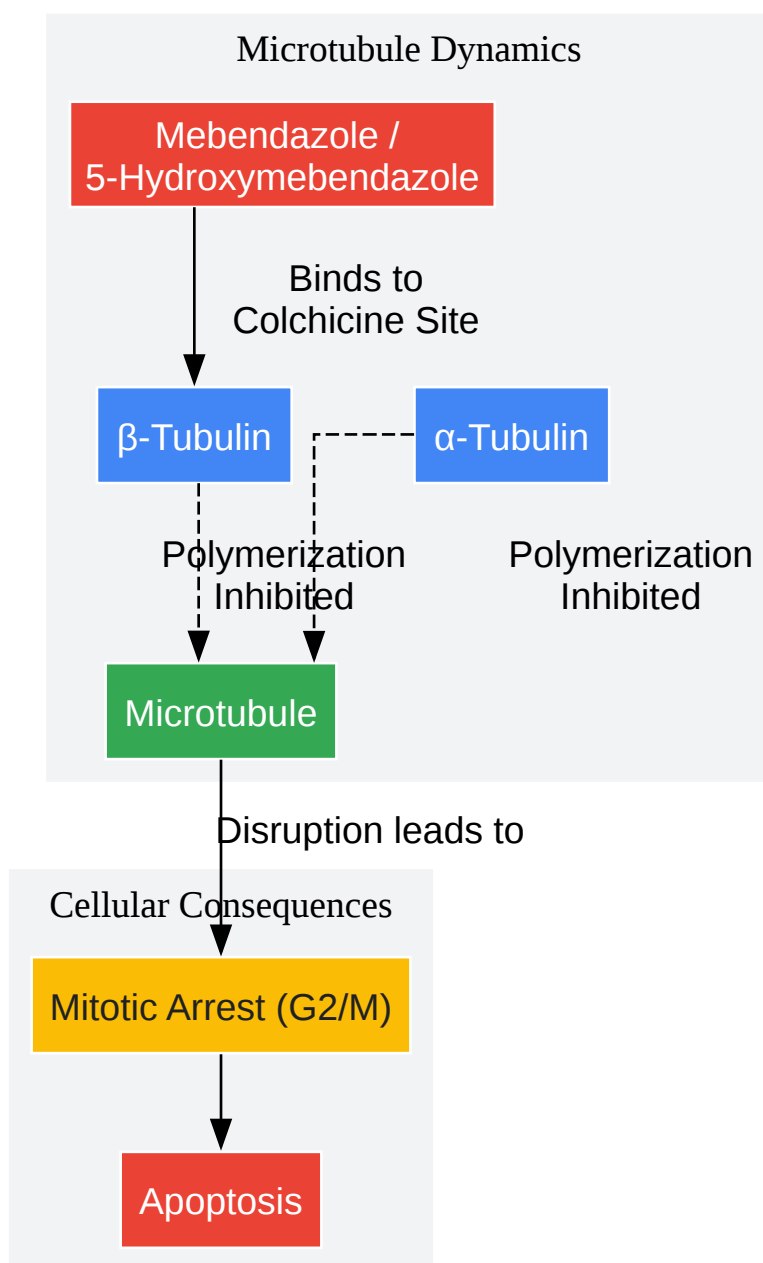 Microtubule Dynamics
Mebendazole /
5-Hydroxymebendazole
Binds to
Colchicine Site
β-Tubulin
α-Tubulin
Polymerization
Inhibited
Polymerization
Inhibited
Microtubule
Disruption leads to
Cellular Consequences
Mitotic Arrest (G2/M)
Apoptosis